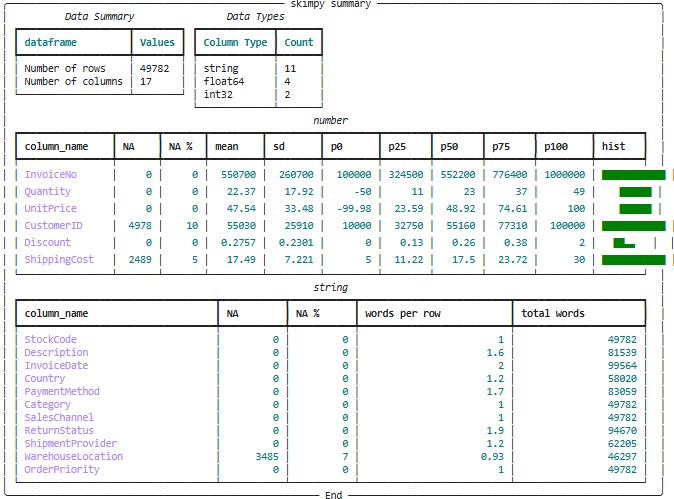 skimpy summary
Data Summary Data Types
dataframe Values Column Type Count
Number of rows 49782 string 11
Number of columns 17 float64 4
int32 2
number
column_name NA NA % mean sd p0 p25 p50 p75 p100 hist
InvoiceNo 0 0 550700 260700 100000 324500 552200 776400 1000000
Quantity 0 0 22.37 17.92 -50 11 23 37 49
UnitPrice 0 0 47.54 33.48 -99.98 23.59 48.92 74.61 100
CustomerID 4978 10 55030 25910 10000 32750 55160 77310 100000
Discount 0 0 0.2757 0.2301 0 0.13 0.26 0.38 2
ShippingCost 2489 5 17.49 7.221 5 11.22 17.5 23.72 30
string
column_name NA NA % words per row total words
StockCode 0 0 1 49782
Description 0 0 1.6 81539
InvoiceDate 0 0 2 99564
Country 0 0 1.2 58020
PaymentMethod 0 0 1.7 83059
Category 0 0 1 49782
SalesChannel 0 0 1 49782
ReturnStatus 0 0 1.9 94670
ShipmentProvider 0 0 1.2 62205
WarehouseLocation 3485 7 0.93 46297
OrderPriority 0 0 1 49782
End